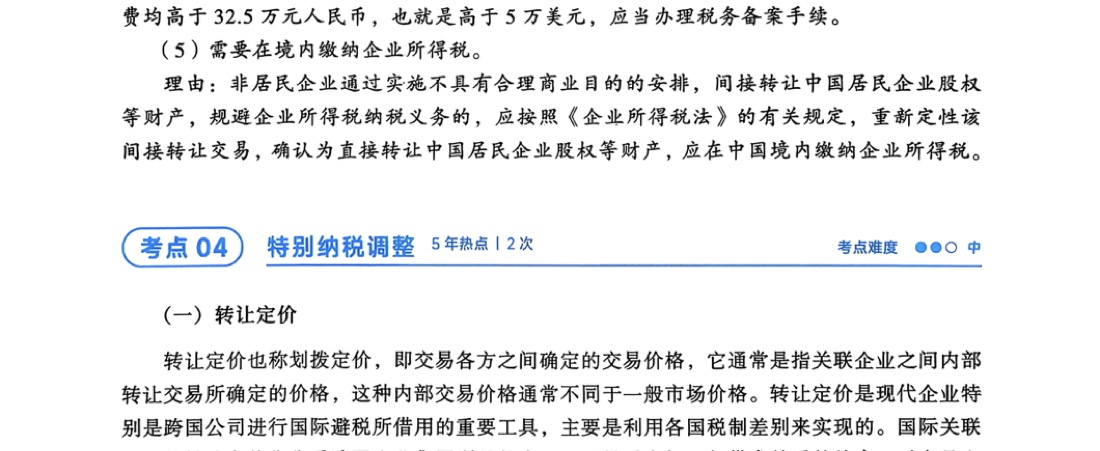 费均高于 32.5 万元人民币，也就是高于 5 万美元，应当办理税务备案手续。
（5）需要在境内缴纳企业所得税。
理由：非居民企业通过实施不具有合理商业目的的安排，间接转让中国居民企业股权
等财产，规避企业所得税纳税义务的，应按照《企业所得税法》的有关规定，重新定性该
间接转让交易，确认为直接转让中国居民企业股权等财产，应在中国境内缴纳企业所得税。
考点 04 特别纳税调整 5 年热点 | 2 次 考点难度 中
（一）转让定价
转让定价也称划拨定价，即交易各方之间确定的交易价格，它通常是指关联企业之间内部
转让交易所确定的价格，这种内部交易价格通常不同于一般市场价格。转让定价是现代企业特
别是跨国公司进行国际避税所借用的重要工具，主要是利用各国税制差别来实现的。国际关联